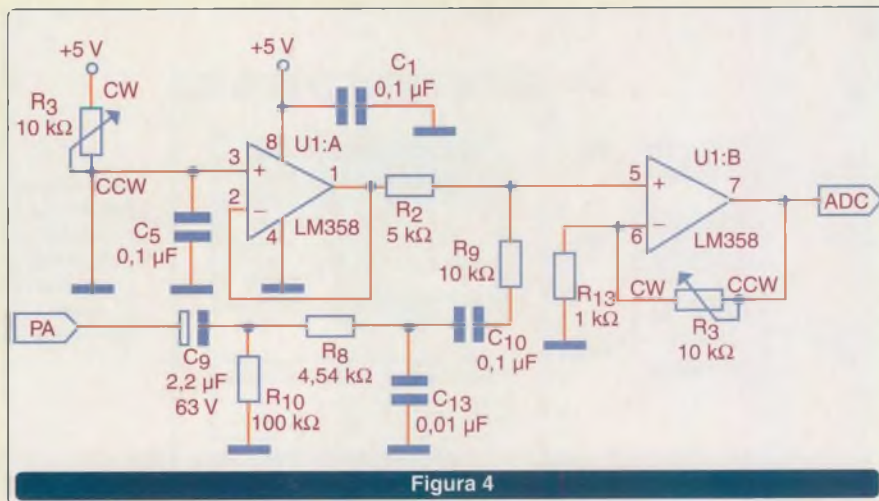 +5 V
CW
R3
10 kΩ
CCW
C5
0,1 µF
+5 V
C1
0,1 µF
8
U1:A
3
+
1
2
−
4
LM358
R2
5 kΩ
R9
10 kΩ
U1:B
5
+
7
6
−
LM358
ADC
R13
1 kΩ
CW
CCW
R3
10 kΩ
PA
C9
2,2 µF
63 V
R10
100 kΩ
R8
4,54 kΩ
C13
0,01 µF
C10
0,1 µF
Figura 4